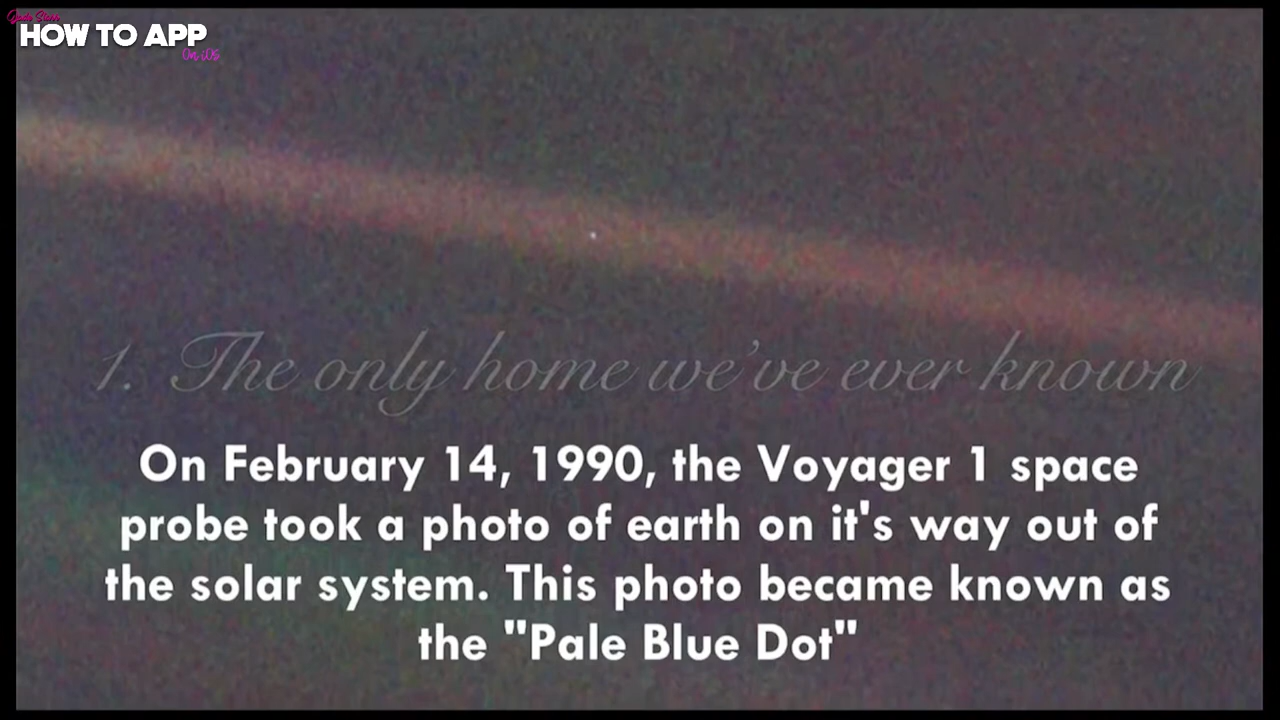 Jade Starr
HOW TO APP
On iOS
1. The only home we've ever known
On February 14, 1990, the Voyager 1 space
probe took a photo of earth on it's way out of
the solar system. This photo became known as
the "Pale Blue Dot"